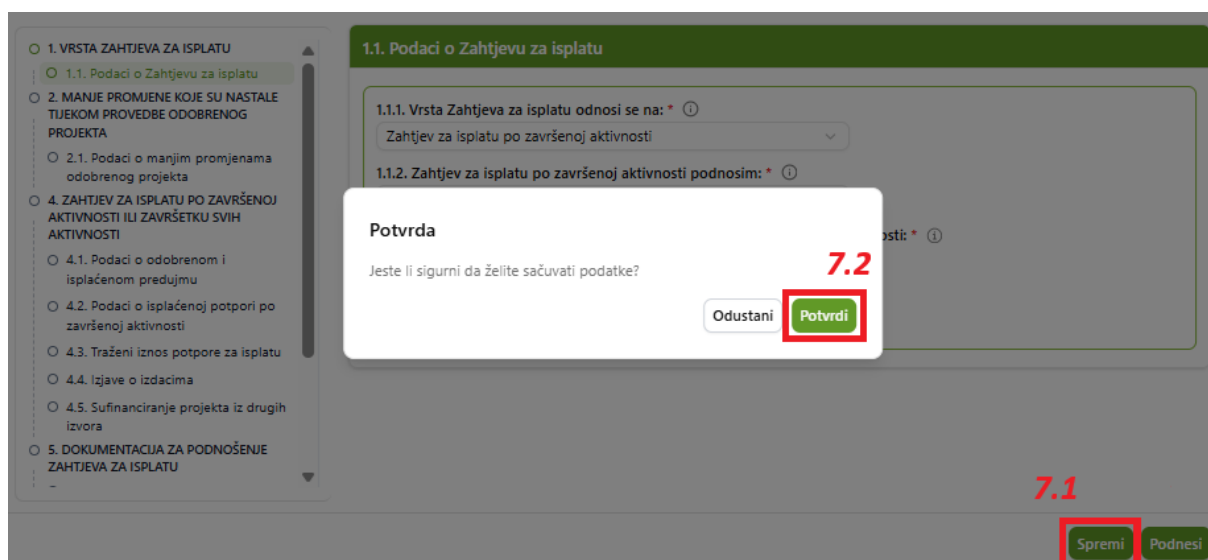 1. VRSTA ZAHTJEVA ZA ISPLATU
1.1. Podaci o Zahtjevu za isplatu
2. MANJE PROMJENE KOJE SU NASTALE
TIJEKOM PROVEDBE ODOBRENOG
PROJEKTA
2.1. Podaci o manjim promjenama
odobrenog projekta
4. ZAHTJEV ZA ISPLATU PO ZAVRŠENOJ
AKTIVNOSTI ILI ZAVRŠETKU SVIH
AKTIVNOSTI
4.1. Podaci o odobrenom i
isplaćenom predujmu
4.2. Podaci o isplaćenoj potpori po
završenoj aktivnosti
4.3. Traženi iznos potpore za isplatu
4.4. Izjave o izdacima
4.5. Sufinanciranje projekta iz drugih
izvora
5. DOKUMENTACIJA ZA PODNOŠENJE
ZAHTJEVA ZA ISPLATU
1.1. Podaci o Zahtjevu za isplatu
1.1.1. Vrsta Zahtjeva za isplatu odnosi se na: *
Zahtjev za isplatu po završenoj aktivnosti
1.1.2. Zahtjev za isplatu po završenoj aktivnosti podnosim: *
osti: *
Potvrda
Jeste li sigurni da želite sačuvati podatke?
7.2
Odustani Potvrdi
7.1
Spremi Podnesi